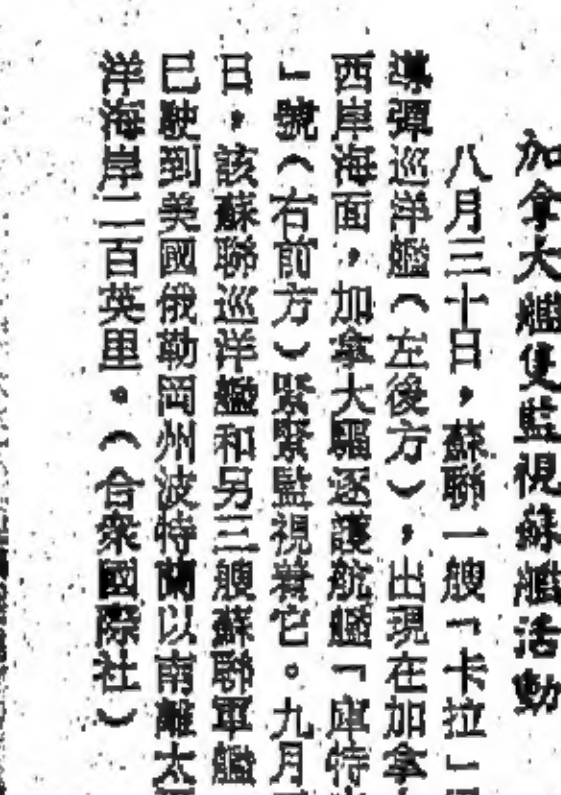 加拿大艦隻監視蘇艦活動
八月三十日，蘇聯一艘「卡拉」
導彈巡洋艦（左後方），出現在加拿
西岸海面，加拿大驅逐護航艦「庫特
」號（右前方）緊緊監視着它。九月
日，該蘇聯巡洋艦和另三艘蘇聯軍艦
已駛到美國俄勒岡州波特蘭以南離太
洋海岸二百英里。（合衆國際社）